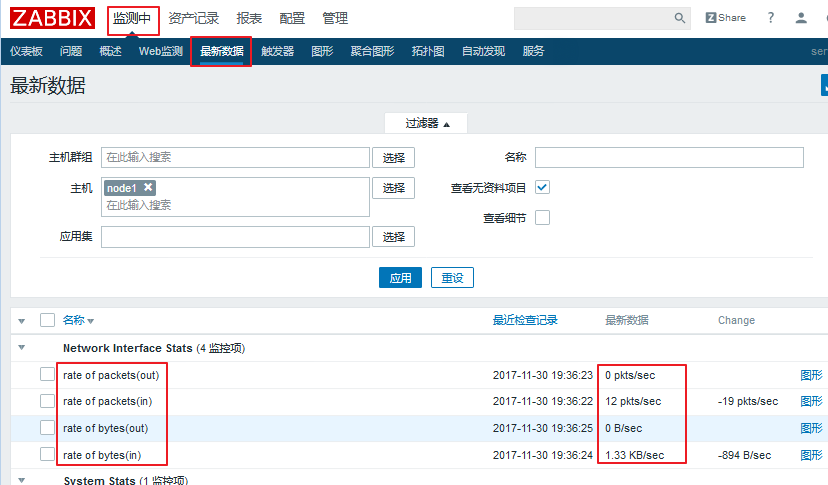 ZABBIX 监测中 资产记录 报表 配置 管理 Z Share ?
仪表板 问题 概述 Web监测 最新数据 触发器 图形 聚合图形 拓扑图 自动发现 服务 ser
最新数据
过滤器 ▲
主机群组 在此输入搜索 选择 名称
主机 node1 ✖ 选择 查看无资料项目
在此输入搜索
查看细节
应用集 选择
应用 重设
名称 最近检查记录 最新数据 Change
Network Interface Stats (4 监控项)
rate of packets(out) 2017-11-30 19:36:23 0 pkts/sec 图形
rate of packets(in) 2017-11-30 19:36:22 12 pkts/sec -19 pkts/sec 图形
rate of bytes(out) 2017-11-30 19:36:25 0 B/sec 图形
rate of bytes(in) 2017-11-30 19:36:24 1.33 KB/sec -894 B/sec 图形
System Stats (1 监控项)